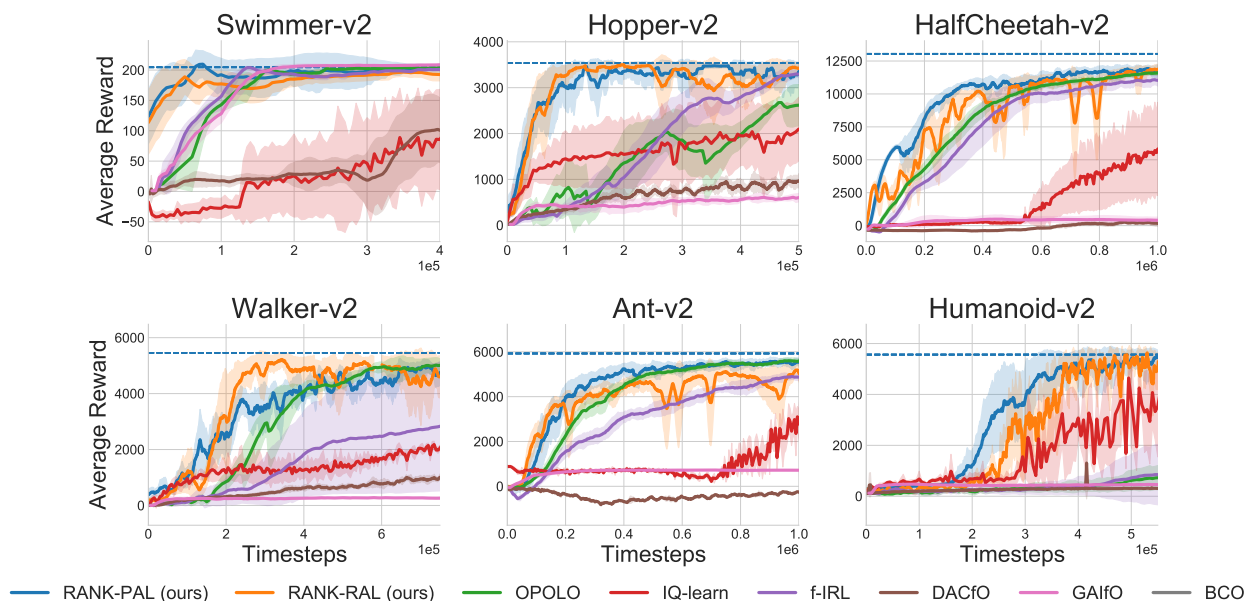 Swimmer-v2 Hopper-v2 HalfCheetah-v2
Average Reward
200
150
100
50
0
−50
0 1 2 3 4
1e5
4000
3000
2000
1000
0
0 1 2 3 4 5
1e5
12500
10000
7500
5000
2500
0
0.0 0.2 0.4 0.6 0.8 1.0
1e6
Walker-v2 Ant-v2 Humanoid-v2
Average Reward
6000
4000
2000
0
0 2 4 6
1e5
Timesteps
6000
4000
2000
0
0.0 0.2 0.4 0.6 0.8 1.0
1e6
Timesteps
6000
4000
2000
0
0 1 2 3 4 5
1e5
Timesteps
RANK-PAL (ours) RANK-RAL (ours) OPOLO IQ-learn f-IRL DACfO GAIfO BCO